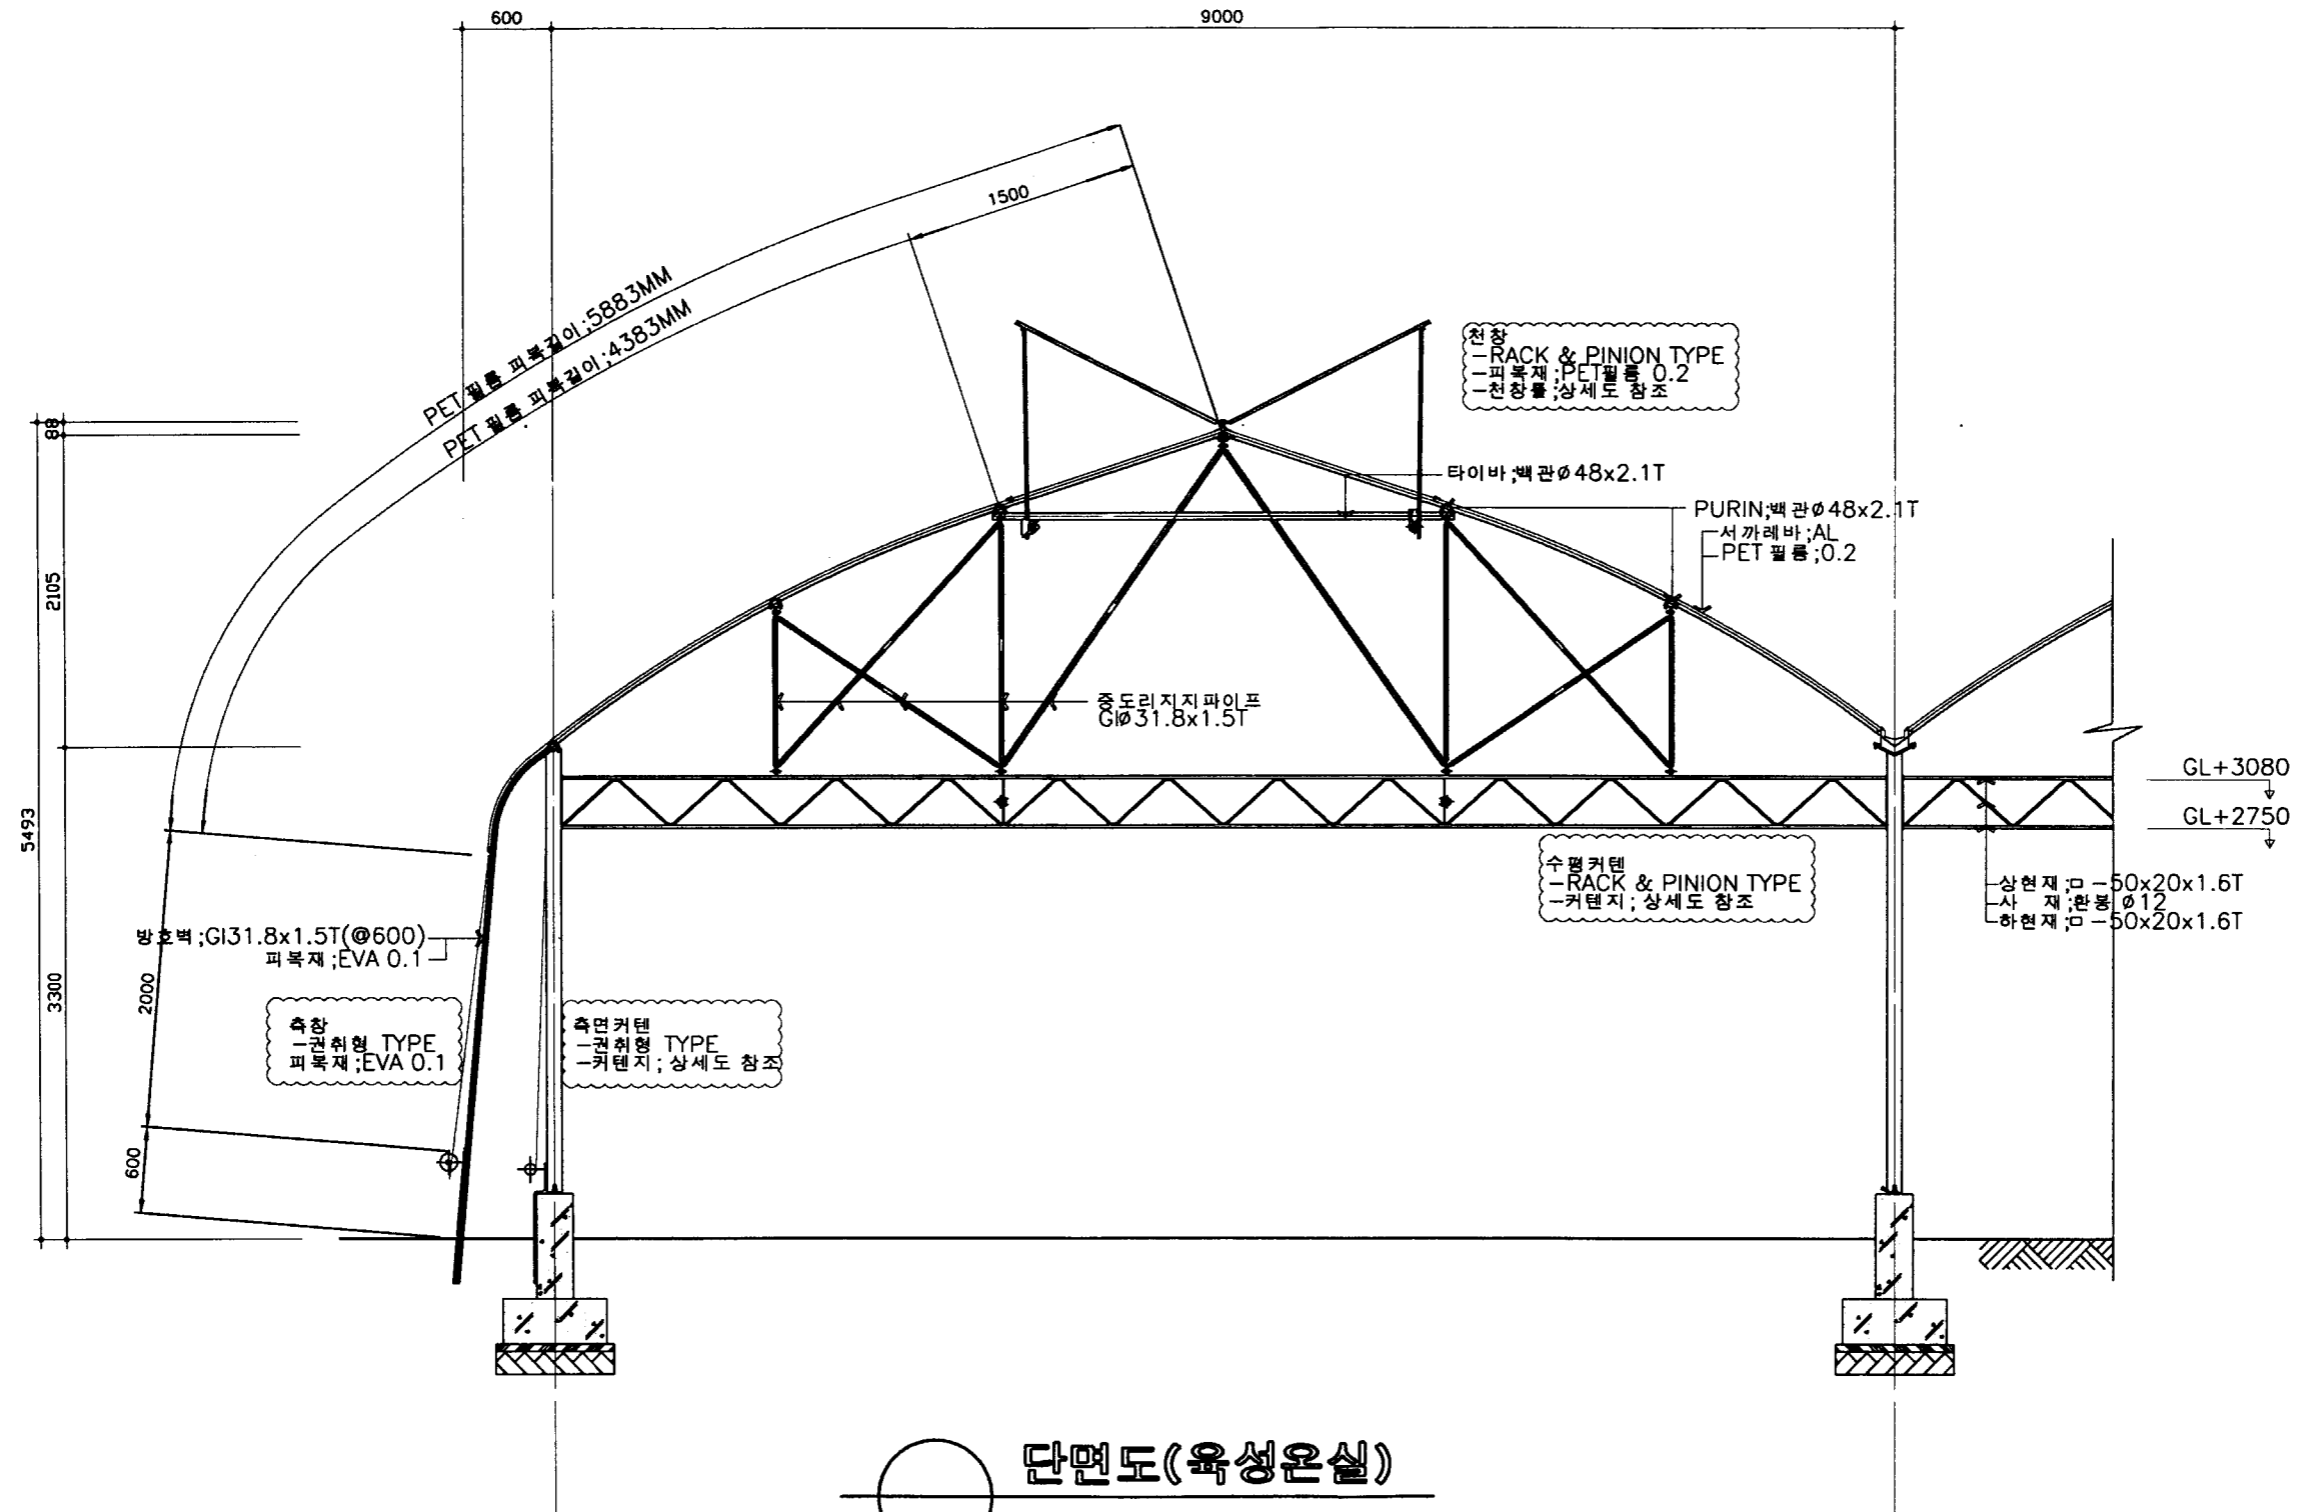 600
9000
1500
PET 필름 피복길이;5883MM
PET 필름 피복길이;4383MM
천창
-RACK & PINION TYPE
-피복재;PET필름 0.2
-천창틀;상세도 참조
88
타이바;백관Ø48x2.1T
PURIN;백관Ø48x2.1T
서까레바;AL
PET 필름;0.2
2105
중도리지지파이프
GIØ31.8x1.5T
GL+3080
GL+2750
5493
수평커텐
-RACK & PINION TYPE
-커텐지; 상세도 참조
상현재;ㅁ-50x20x1.6T
사 재;환봉 Ø12
하현재;ㅁ-50x20x1.6T
방호벽;GI31.8x1.5T(@600)
피복재;EVA 0.1
2000
3300
측창
-권취형 TYPE
피복재;EVA 0.1
측면커텐
-권취형 TYPE
-커텐지; 상세도 참조
600
단면도(육성온실)